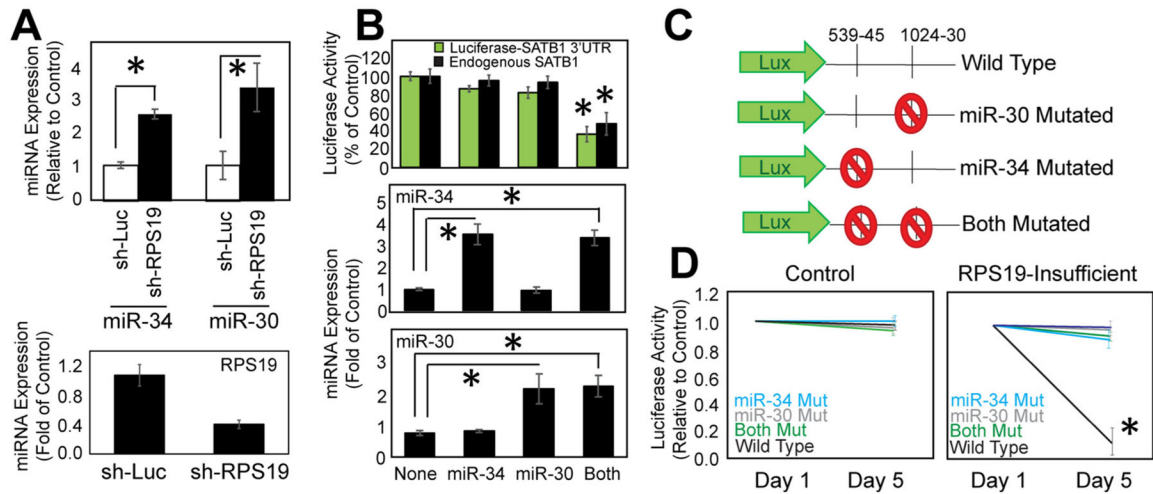 A
miRNA Expression
(Relative to Control)
5
4
3
2
1
0
*
*
sh-Luc
sh-RPS19
sh-Luc
sh-RPS19
miR-34
miR-30
miRNA Expression
(Fold of Control)
1.2
0.8
0.4
0.0
RPS19
sh-Luc
sh-RPS19
B
Luciferase Activity
(% of Control)
120
100
80
60
40
20
0
Luciferase-SATB1 3'UTR
Endogenous SATB1
* *
miRNA Expression
(Fold of Control)
miR-34
5
4
3
2
1
0
*
*
miR-30
2
2
1
0
*
*
None
miR-34
miR-30
Both
C
539-45
1024-30
Lux
Wild Type
Lux
miR-30 Mutated
Lux
miR-34 Mutated
Lux
Both Mutated
D
Control
RPS19-Insufficient
Luciferase Activity
(Relative to Control)
1.2
1.0
0.8
0.6
0.4
0.2
0.0
miR-34 Mut
miR-30 Mut
Both Mut
Wild Type
miR-34 Mut
miR-30 Mut
Both Mut
Wild Type
*
Day 1
Day 5
Day 1
Day 5